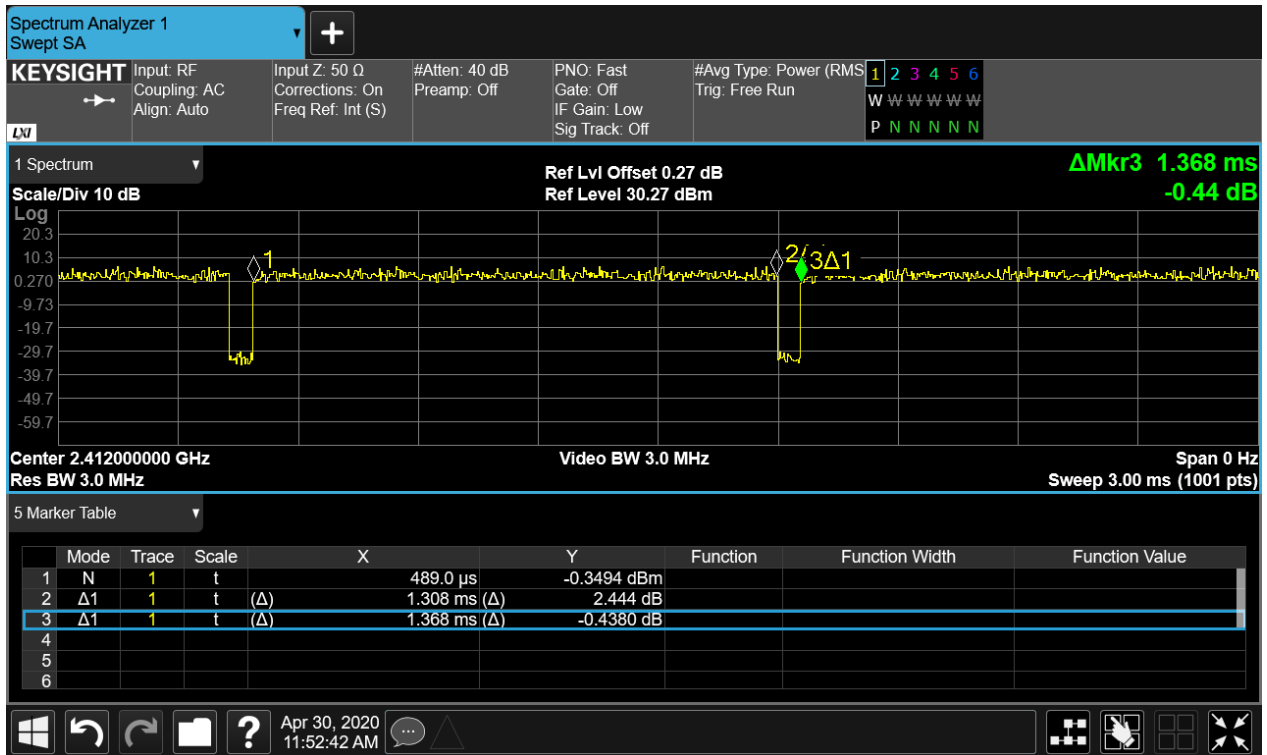 Spectrum Analyzer 1
Swept SA
+
KEYSIGHT Input: RF Input Z: 50 Ω #Atten: 40 dB PNO: Fast #Avg Type: Power (RMS 1 2 3 4 5 6
Coupling: AC Corrections: On Preamp: Off Gate: Off Trig: Free Run W W W W W W
Align: Auto Freq Ref: Int (S) IF Gain: Low P N N N N N
LXI Sig Track: Off
1 Spectrum Ref Lvl Offset 0.27 dB ΔMkr3 1.368 ms
Scale/Div 10 dB Ref Level 30.27 dBm -0.44 dB
Log
20.3
10.3 1 2/3Δ1
0.270
-9.73
-19.7
-29.7
-39.7
-49.7
-59.7
Center 2.412000000 GHz Video BW 3.0 MHz Span 0 Hz
Res BW 3.0 MHz Sweep 3.00 ms (1001 pts)
5 Marker Table
Mode Trace Scale X Y Function Function Width Function Value
1 N 1 t 489.0 µs -0.3494 dBm
2 Δ1 1 t (Δ) 1.308 ms (Δ) 2.444 dB
3 Δ1 1 t (Δ) 1.368 ms (Δ) -0.4380 dB
4
5
6
? Apr 30, 2020
11:52:42 AM